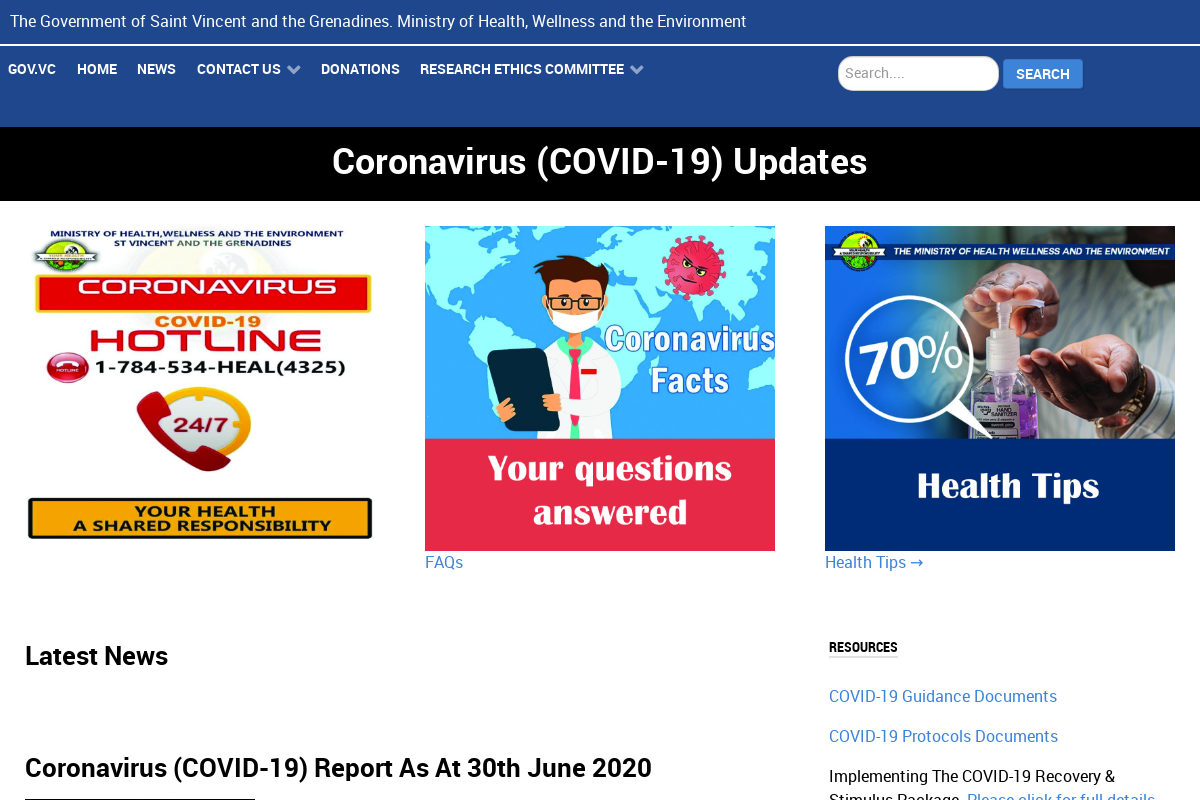 The Government of Saint Vincent and the Grenadines. Ministry of Health, Wellness and the Environment
GOV.VC HOME NEWS CONTACT US DONATIONS RESEARCH ETHICS COMMITTEE
Search.... SEARCH
Coronavirus (COVID-19) Updates
MINISTRY OF HEALTH,WELLNESS AND THE ENVIRONMENT
ST VINCENT AND THE GRENADINES
CORONAVIRUS
COVID-19
HOTLINE
HOTLINE
1-784-534-HEAL(4325)
24/7
YOUR HEALTH
A SHARED RESPONSIBILITY
Coronavirus
Facts
Your questions
answered
FAQs
THE MINISTRY OF HEALTH WELLNESS AND THE ENVIRONMENT
70%
HAND
SANITIZER
Health Tips
Health Tips →
Latest News
Coronavirus (COVID-19) Report As At 30th June 2020
RESOURCES
COVID-19 Guidance Documents
COVID-19 Protocols Documents
Implementing The COVID-19 Recovery &
Stimulus Package. Please click for full details